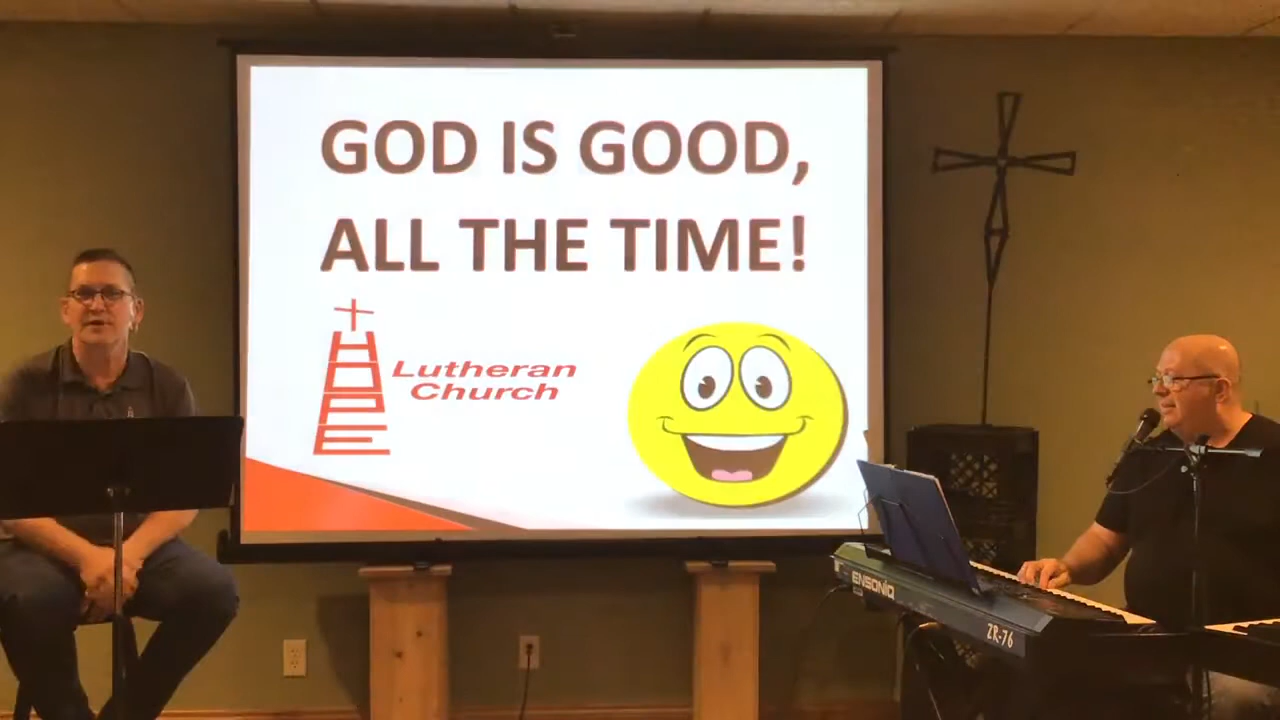 GOD IS GOOD,
ALL THE TIME!
HOPE
Lutheran
Church
ENSONIQ
ZR-76